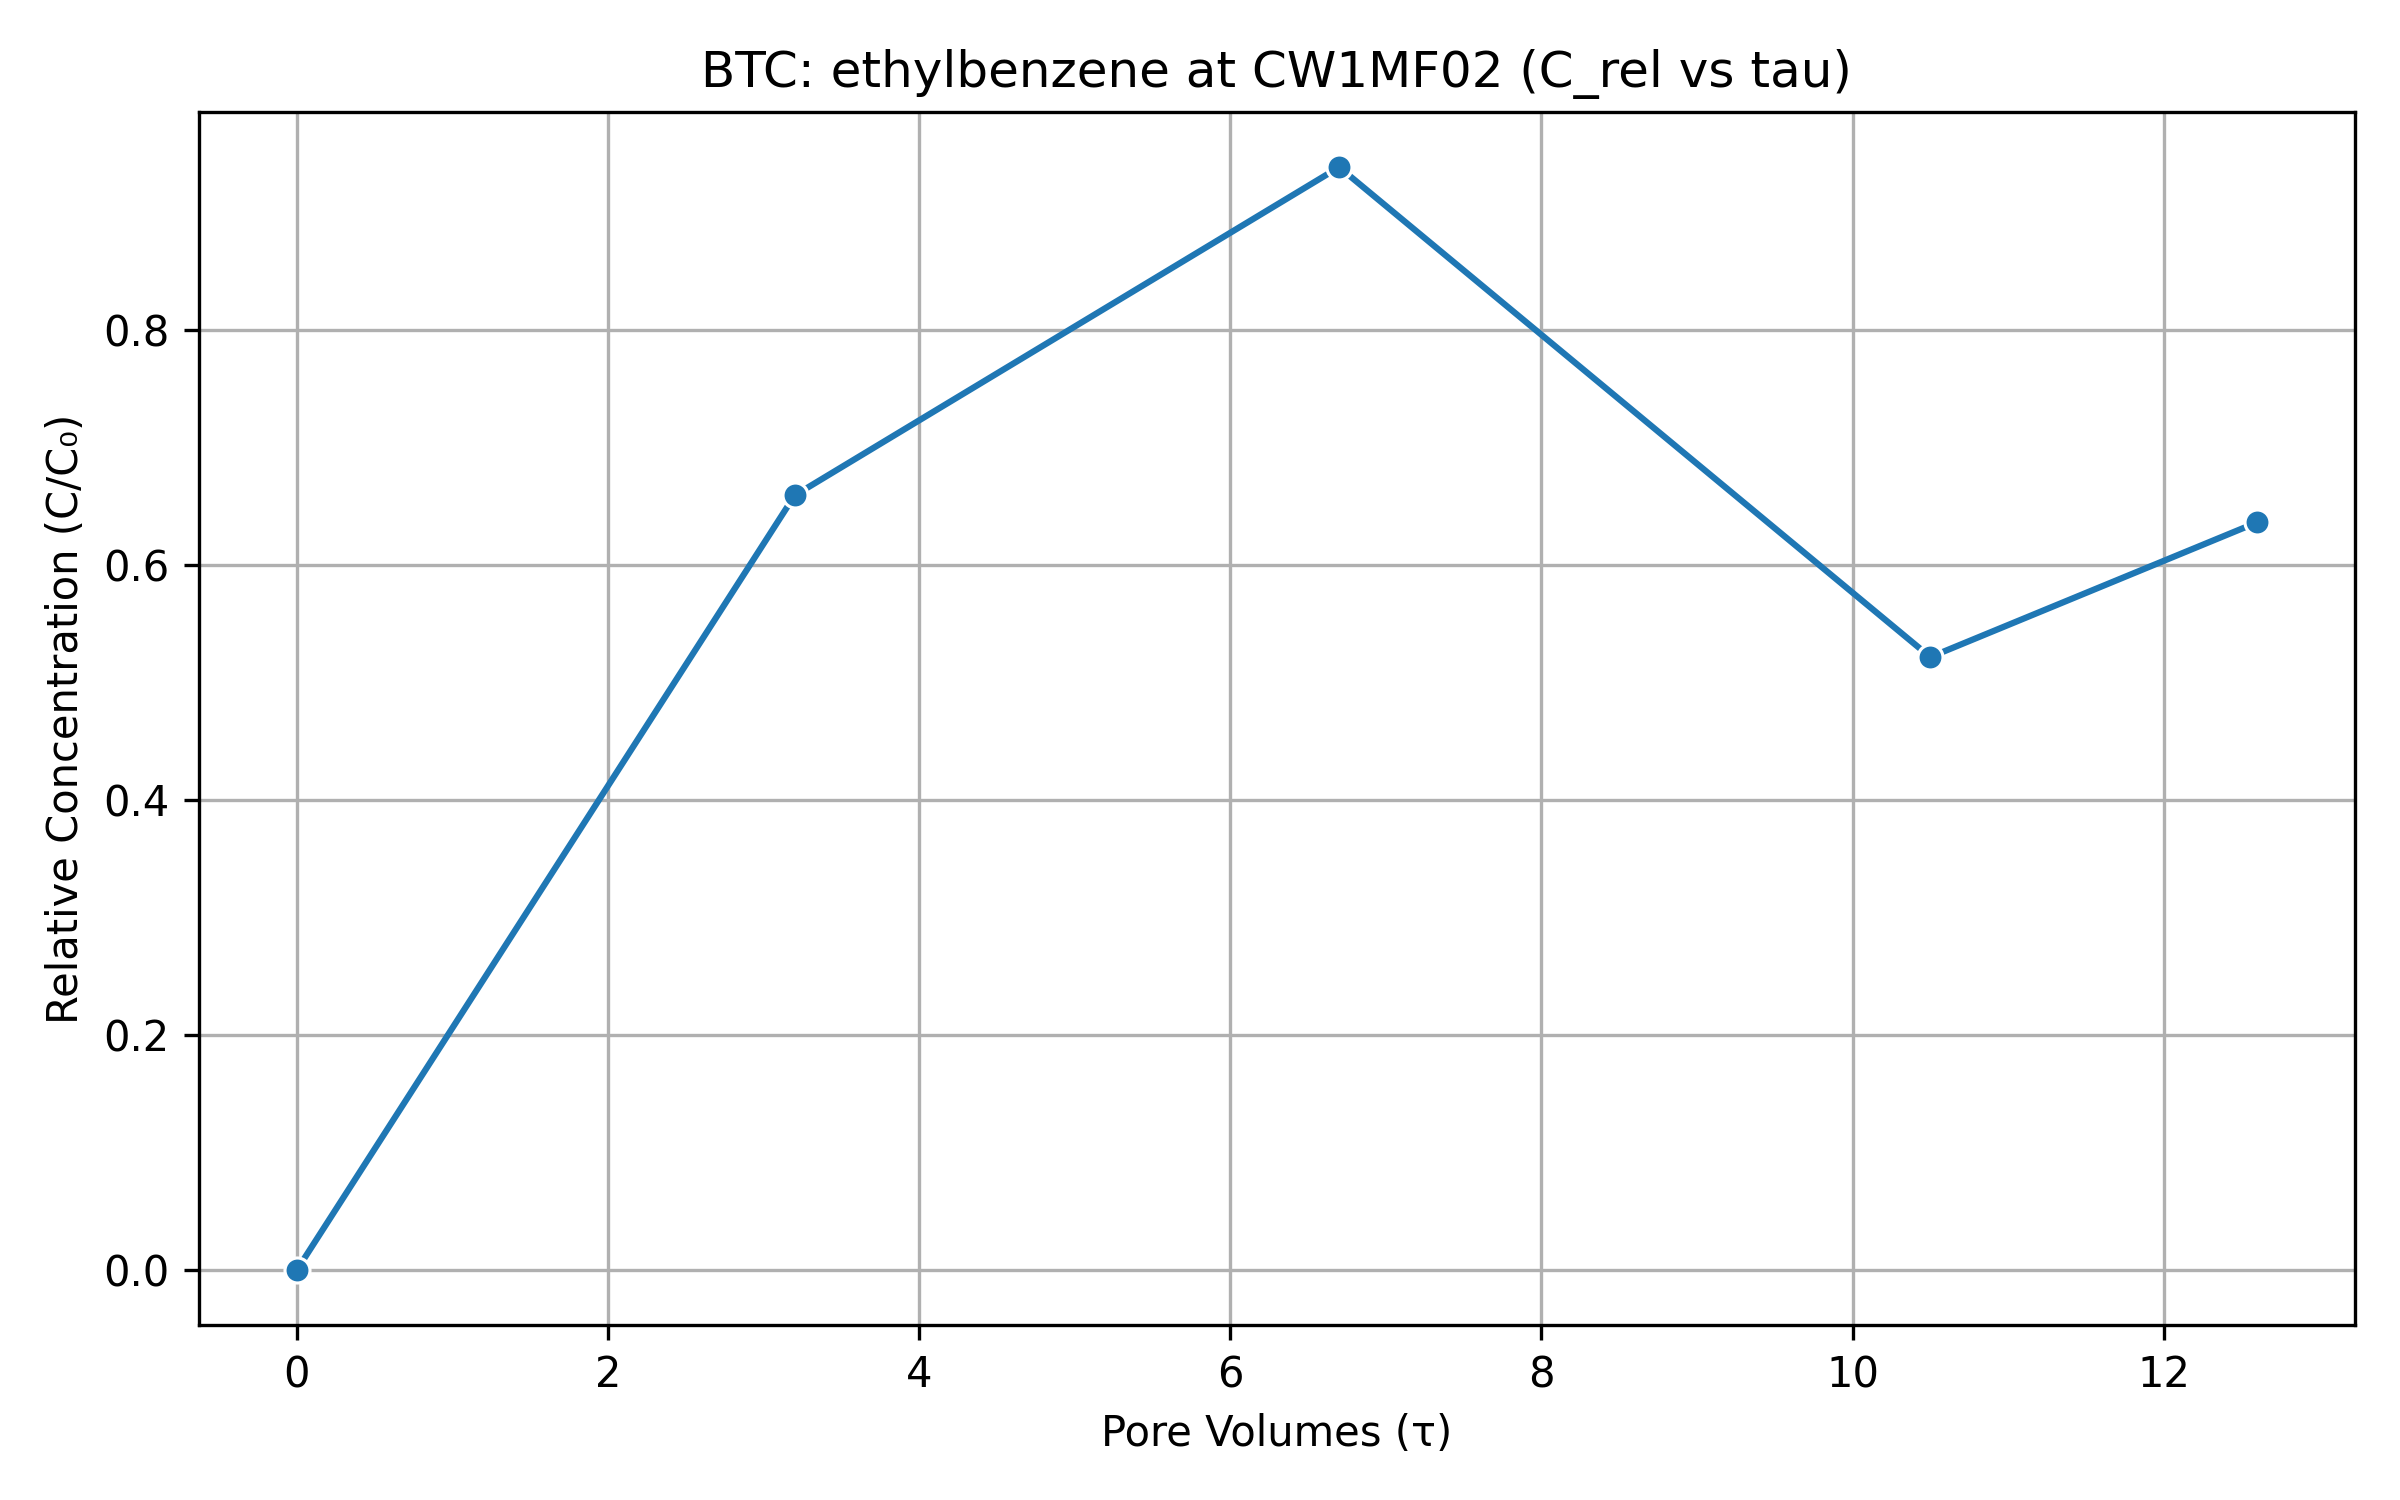 BTC: ethylbenzene at CW1MF02 (C_rel vs tau)
Relative Concentration (C/C₀)
0.8
0.6
0.4
0.2
0.0
0 2 4 6 8 10 12
Pore Volumes (τ)